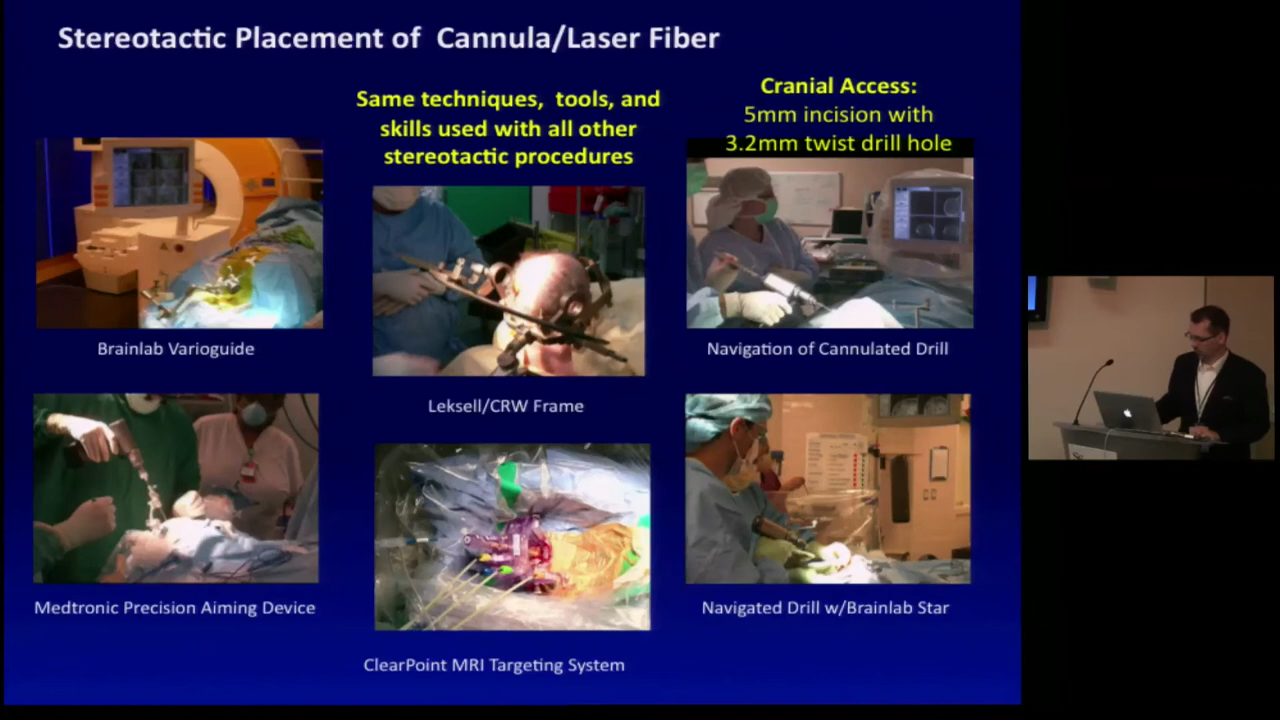 Stereotactic Placement of Cannula/Laser Fiber
Same techniques, tools, and
skills used with all other
stereotactic procedures
Cranial Access:
5mm incision with
3.2mm twist drill hole
Brainlab Varioguide
Leksell/CRW Frame
Navigation of Cannulated Drill
Medtronic Precision Aiming Device
ClearPoint MRI Targeting System
Navigated Drill w/Brainlab Star